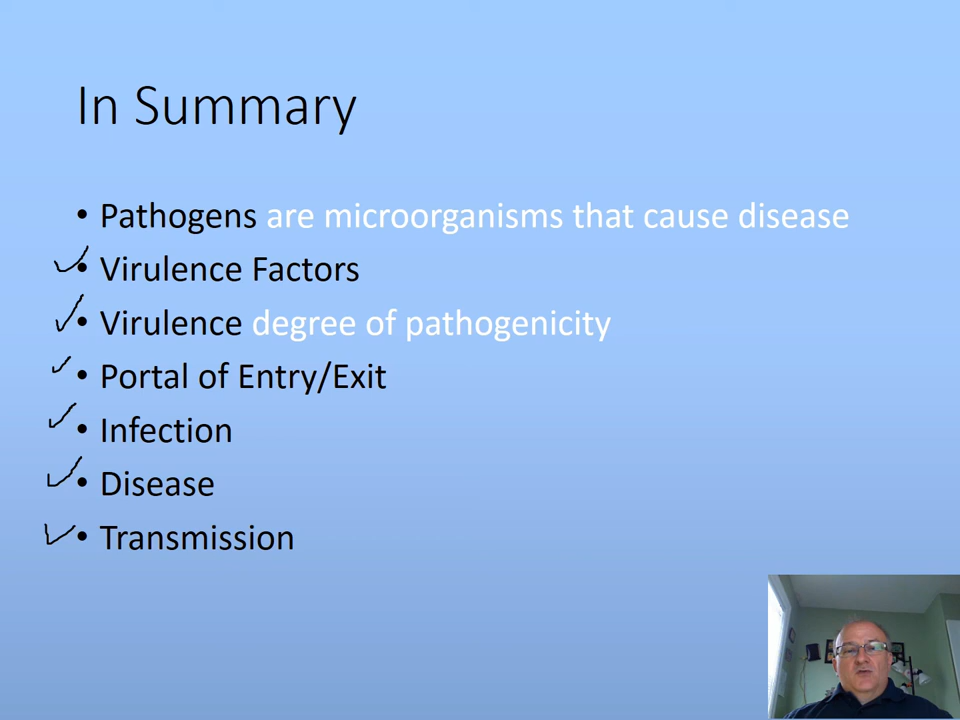 In Summary
• Pathogens are microorganisms that cause disease
• Virulence Factors
• Virulence degree of pathogenicity
• Portal of Entry/Exit
• Infection
• Disease
• Transmission